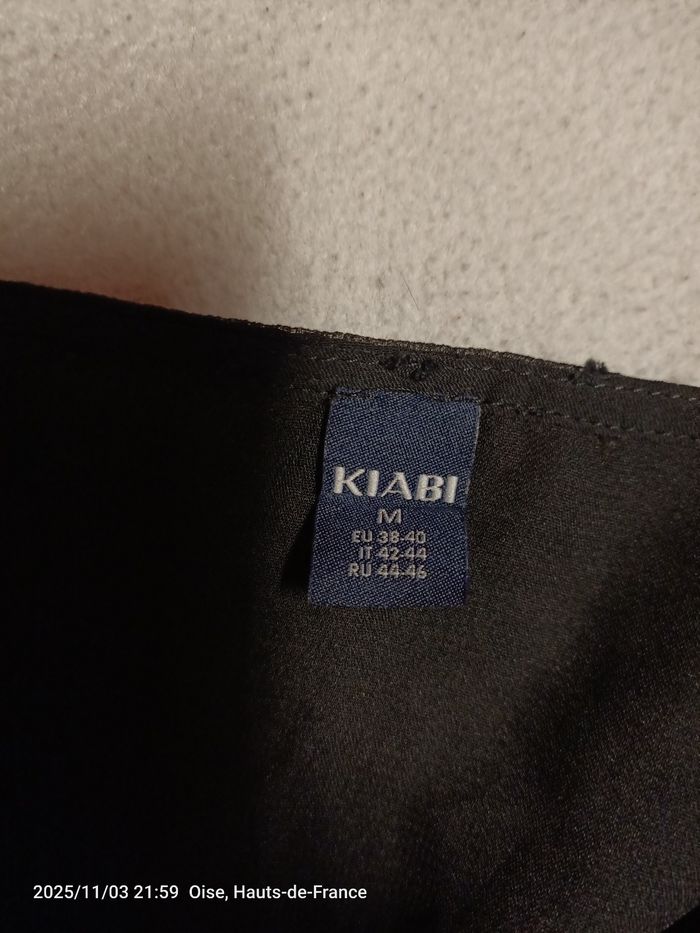 KIABI
M
EU 38-40
IT 42-44
RU 44-46
2025/11/03 21:59 Oise, Hauts-de-France